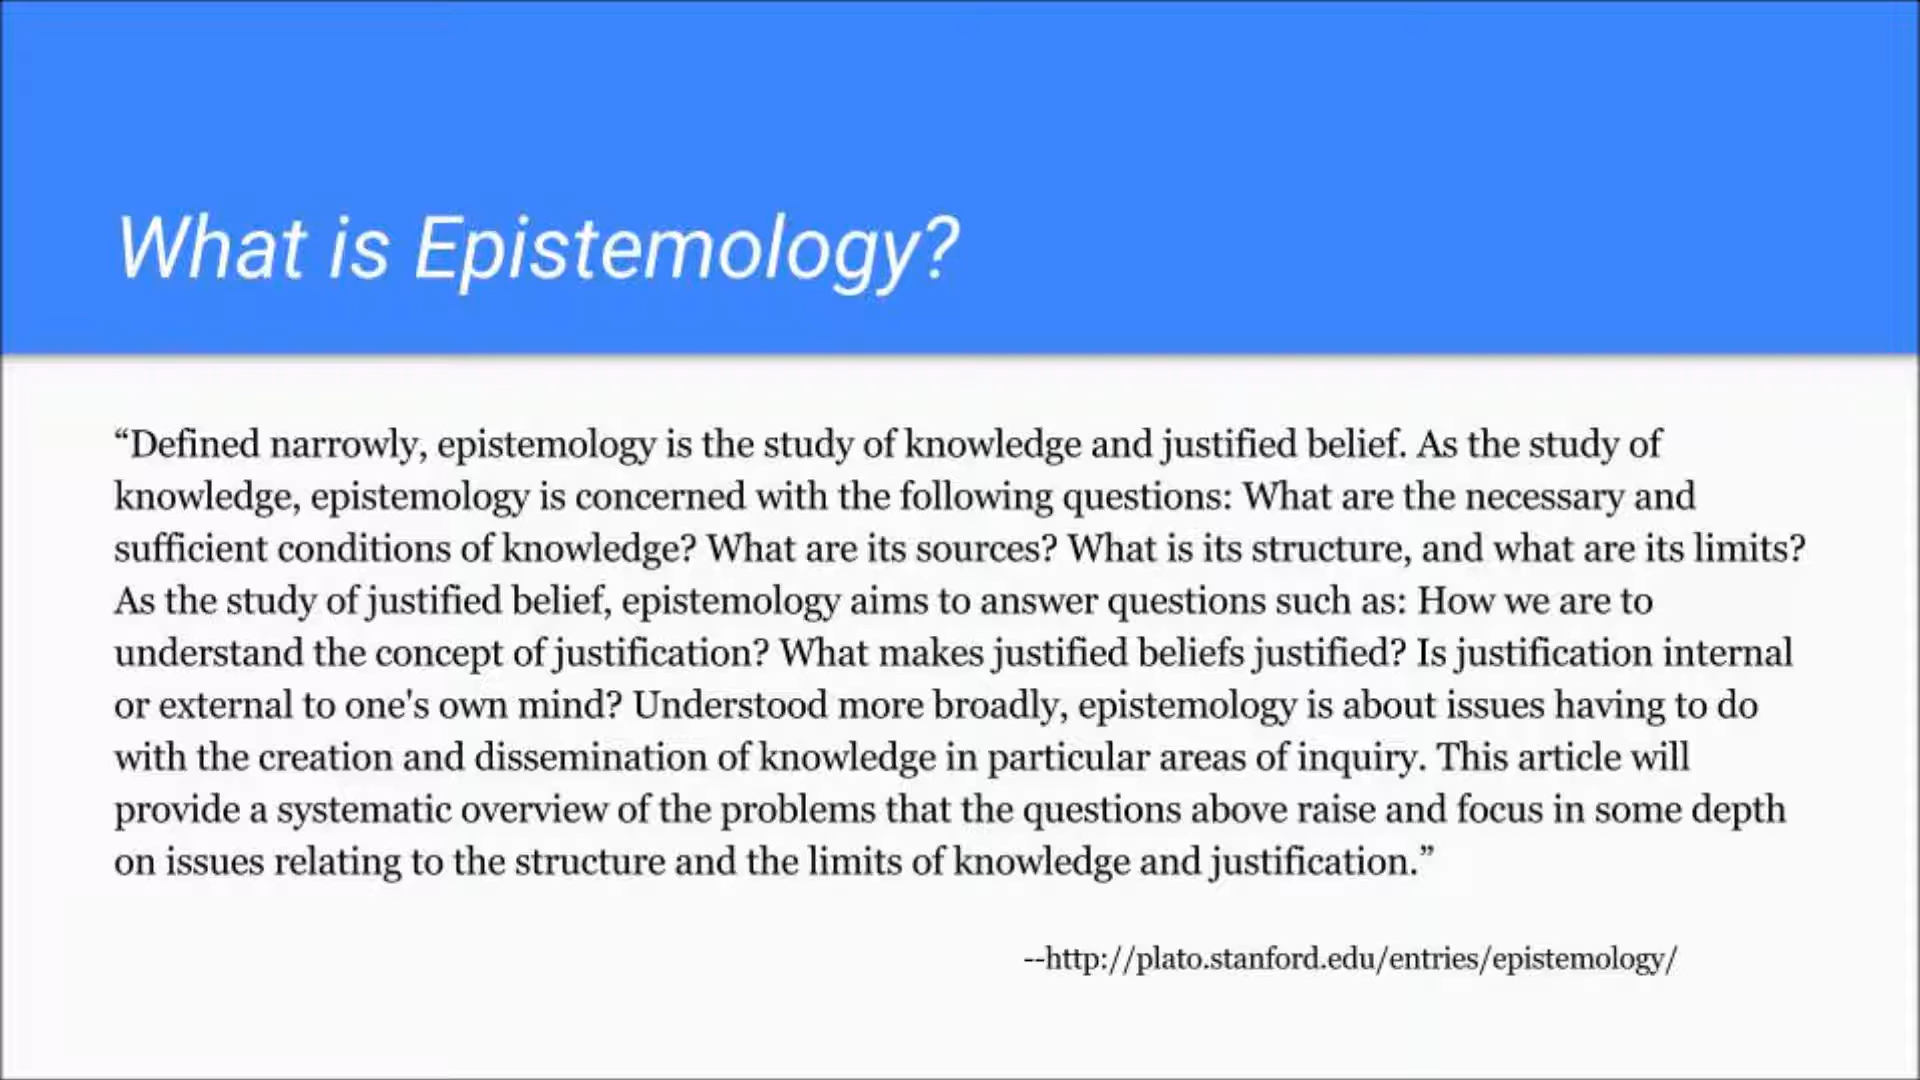 What is Epistemology?
“Defined narrowly, epistemology is the study of knowledge and justified belief. As the study of
knowledge, epistemology is concerned with the following questions: What are the necessary and
sufficient conditions of knowledge? What are its sources? What is its structure, and what are its limits?
As the study of justified belief, epistemology aims to answer questions such as: How we are to
understand the concept of justification? What makes justified beliefs justified? Is justification internal
or external to one's own mind? Understood more broadly, epistemology is about issues having to do
with the creation and dissemination of knowledge in particular areas of inquiry. This article will
provide a systematic overview of the problems that the questions above raise and focus in some depth
on issues relating to the structure and the limits of knowledge and justification.”
--http://plato.stanford.edu/entries/epistemology/